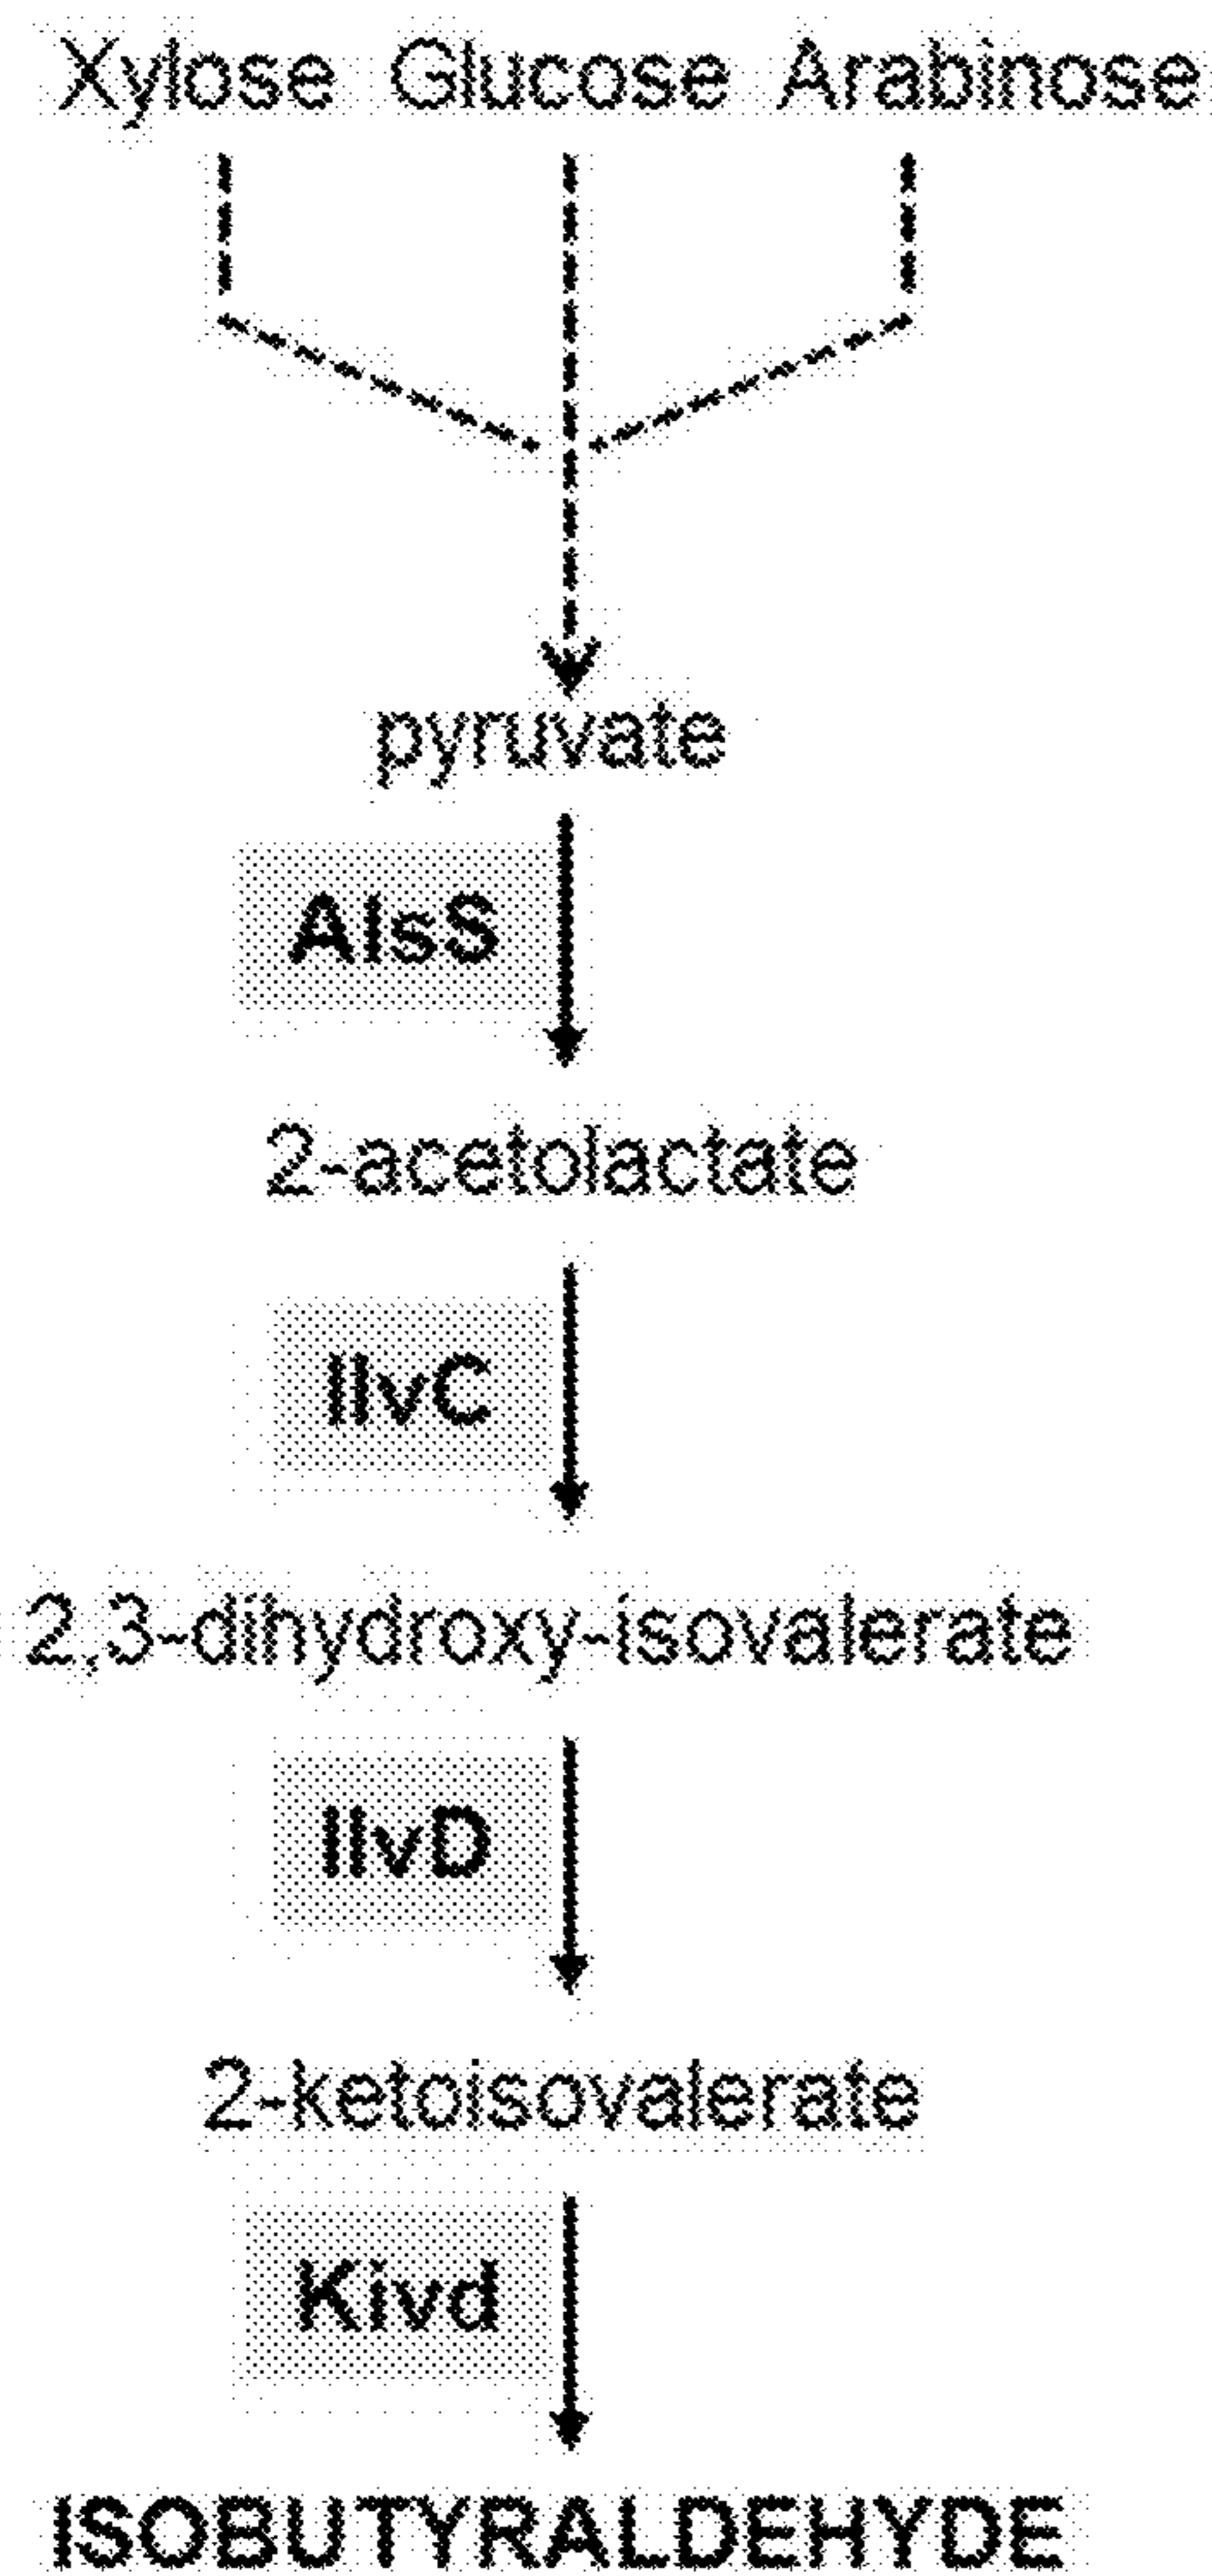 Xylose Glucose Arabinose
pyruvate
AlsS
2-acetolactate
IlvC
2,3-dihydroxy-isovalerate
IlvD
2-ketoisovalerate
Kivd
ISOBUTYRALDEHYDE